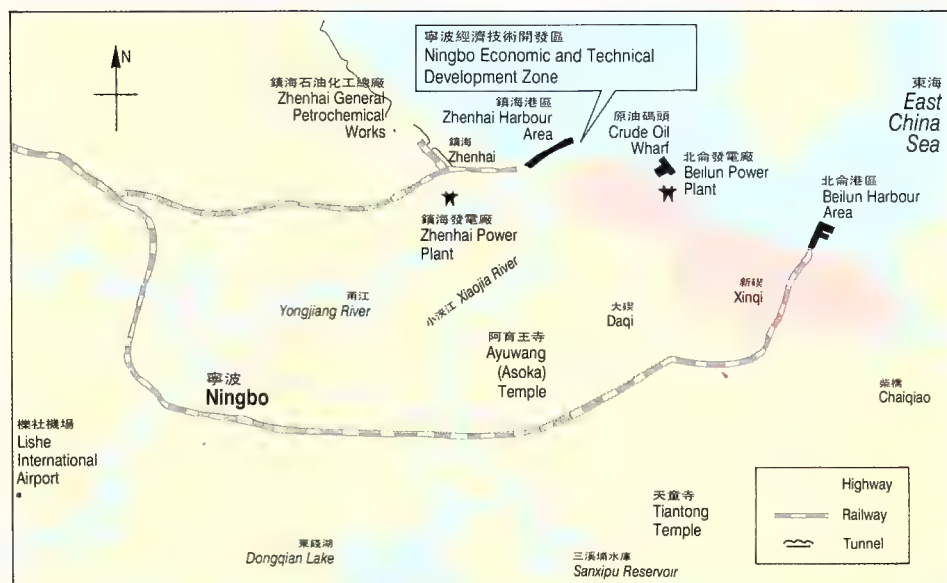 N
寧波經濟技術開發區
Ningbo Economic and Technical
Development Zone
東海
East
China
Sea
鎮海石油化工總廠
Zhenhai General
Petrochemical
Works
鎮海港區
Zhenhai Harbour
Area
原油碼頭
Crude Oil
Wharf
鎮海
Zhenhai
北侖發電廠
Beilun Power
Plant
北侖港區
Beilun Harbour
Area
鎮海發電廠
Zhenhai Power
Plant
小浹江 Xiaojia River
甬江
Yongjiang River
新碶
Xinqi
大碶
Daqi
阿育王寺
Ayuwang
(Asoka)
Temple
寧波
Ningbo
柴橋
Chaiqiao
櫟社機場
Lishe
International
Airport
Highway
Railway
Tunnel
天童寺
Tiantong
Temple
東錢湖
Dongqian Lake
三溪浦水庫
Sanxipu Reservoir